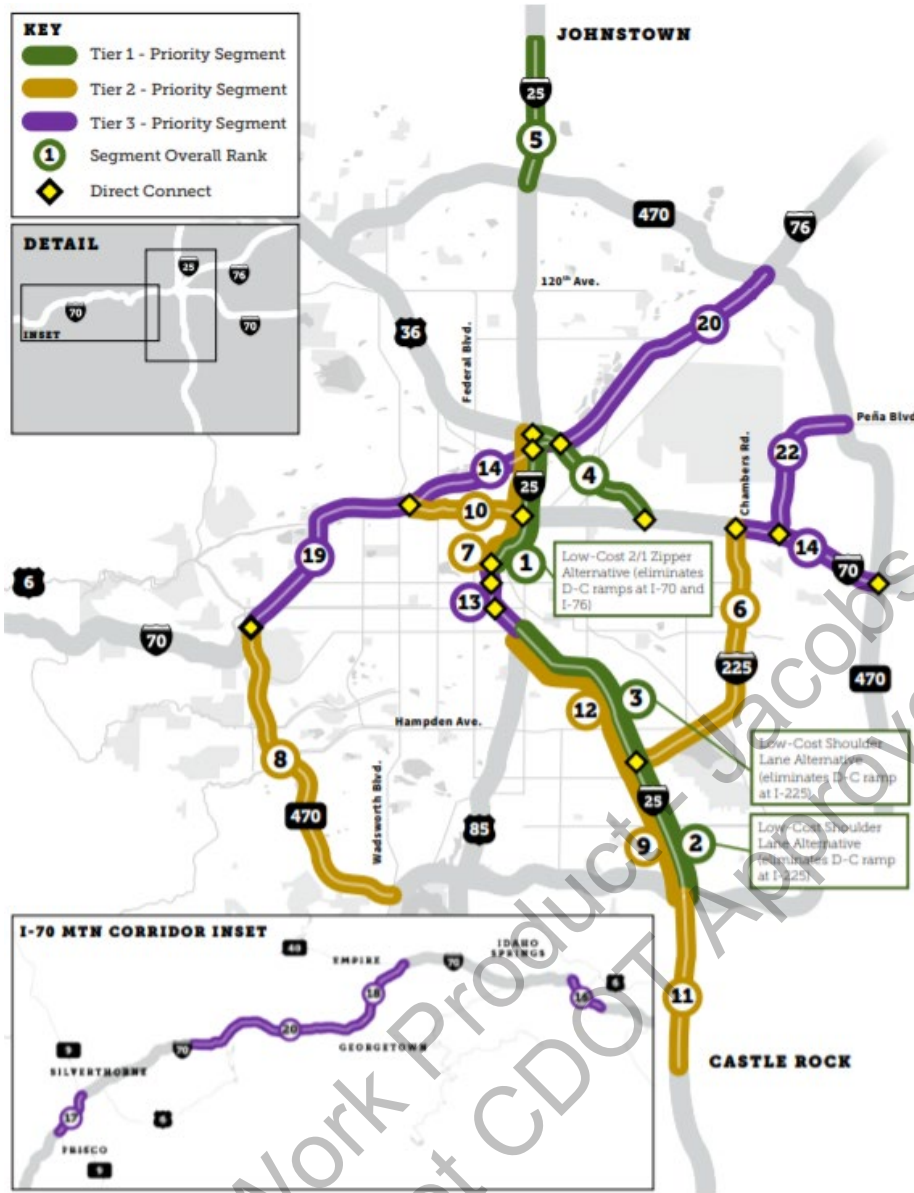 KEY
Tier 1 - Priority Segment
Tier 2 - Priority Segment
Tier 3 - Priority Segment
1 Segment Overall Rank
Direct Connect
DETAIL
25
76
70
70
INSET
JOHNSTOWN
25
5
470
76
120th Ave.
36
Federal Blvd.
20
Peña Blvd
22
Chambers Rd.
14
4
25
10
7
1
19
6
13
14
70
Low-Cost 2/1 Zipper
Alternative (eliminates
D-C ramps at I-70 and
I-76)
6
70
225
470
3
12
Hampden Ave.
8
Low-Cost Shoulder
Lane Alternative
(eliminates D-C ramp
at I-225)
470
Wadsworth Blvd.
25
85
9
2
Low-Cost Shoulder
Lane Alternative
(eliminates D-C ramp
at I-225)
11
CASTLE ROCK
I-70 MTN CORRIDOR INSET
40
EMPIRE
70
IDAHO
SPRINGS
6
18
16
20
GEORGETOWN
70
9
SILVERTHORNE
17
6
FRISCO
9
Work Product - Jacobs
ot CDOT Approve